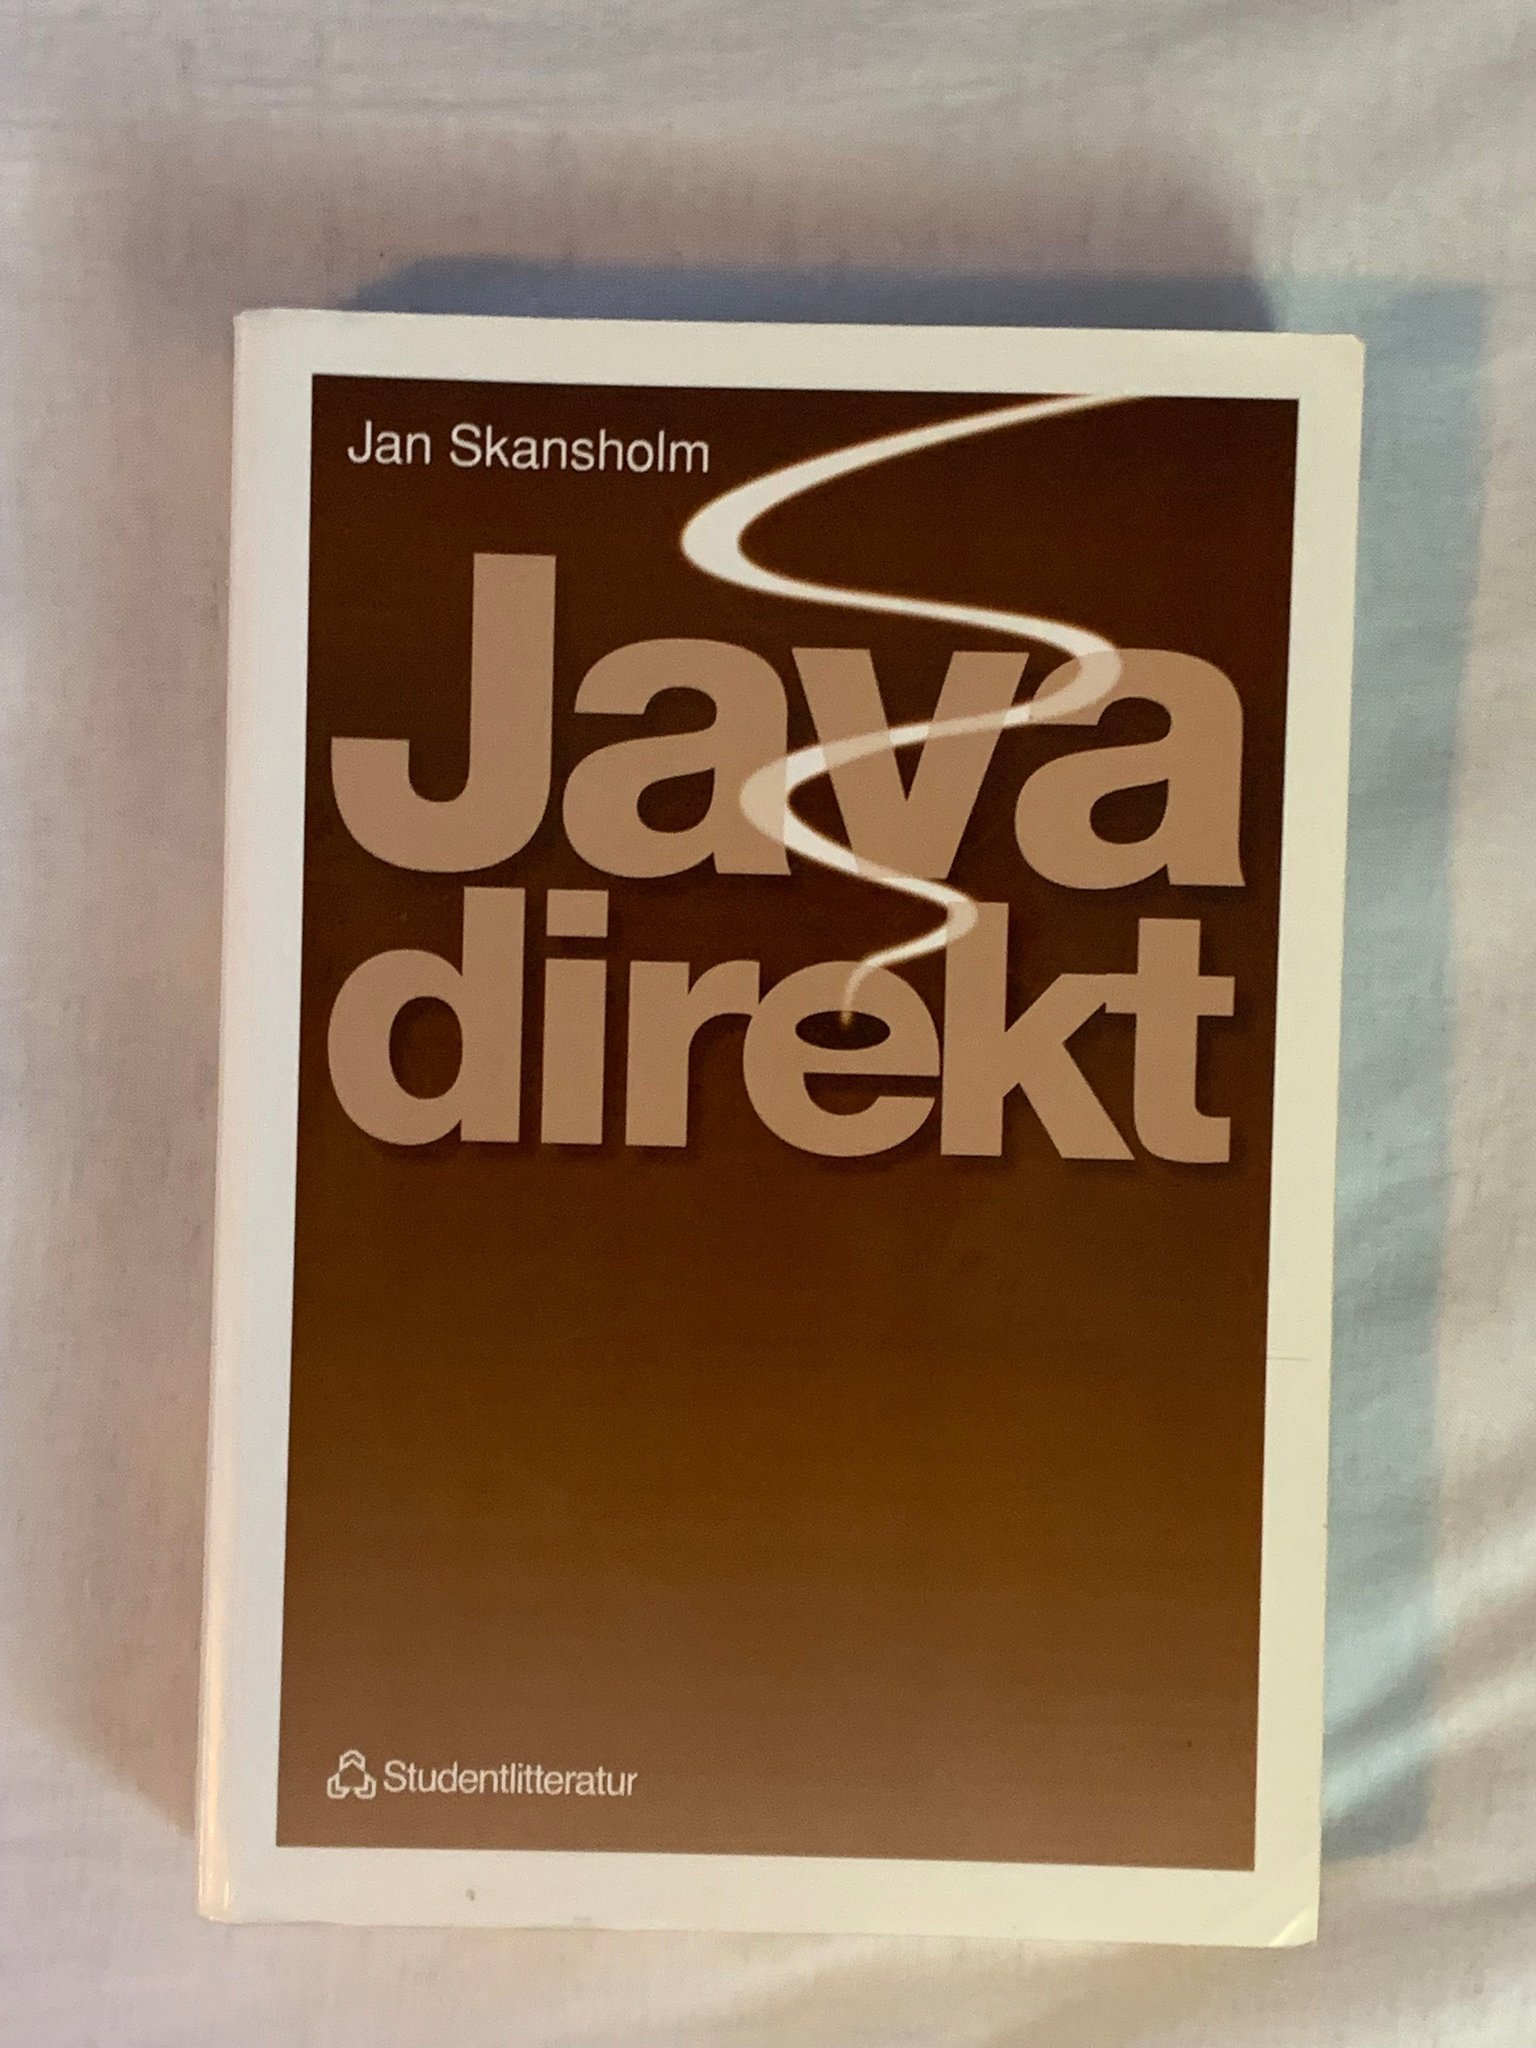 Jan Skansholm
Java
direkt
Studentlitteratur